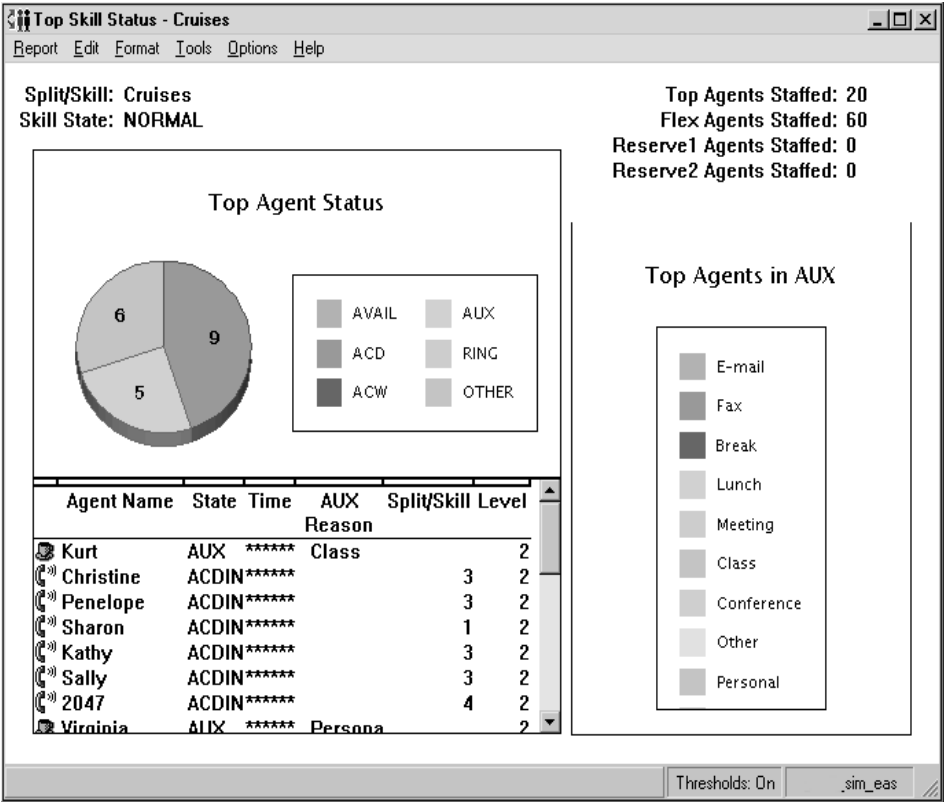 Top Skill Status - Cruises
Report Edit Format Tools Options Help
Split/Skill: Cruises
Skill State: NORMAL
Top Agents Staffed: 20
Flex Agents Staffed: 60
Reserve1 Agents Staffed: 0
Reserve2 Agents Staffed: 0
Top Agent Status
6
9
5
AVAIL AUX
ACD RING
ACW OTHER
Top Agents in AUX
E-mail
Fax
Break
Lunch
Meeting
Class
Conference
Other
Personal
Agent Name State Time AUX Split/Skill Level
Reason
Kurt AUX ****** Class 2
Christine ACDIN ****** 3 2
Penelope ACDIN ****** 3 2
Sharon ACDIN ****** 1 2
Kathy ACDIN ****** 3 2
Sally ACDIN ****** 3 2
2047 ACDIN ****** 4 2
Virginia AUX ****** Persona 2
Thresholds: On
_sim_eas